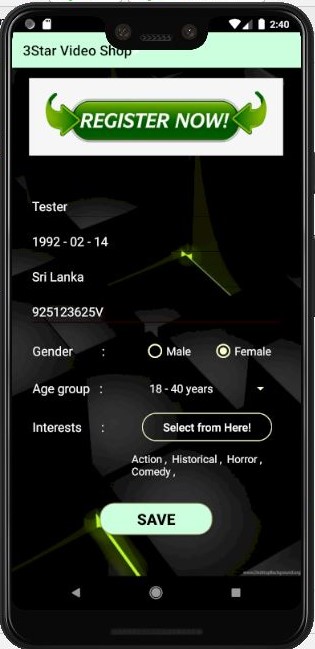 2:40
3Star Video Shop
REGISTER NOW!
Tester
1992 - 02 - 14
Sri Lanka
925123625V
Gender :
Male
Female
Age group :
18 - 40 years
Interests :
Select from Here!
Action , Historical , Horror ,
Comedy ,
SAVE